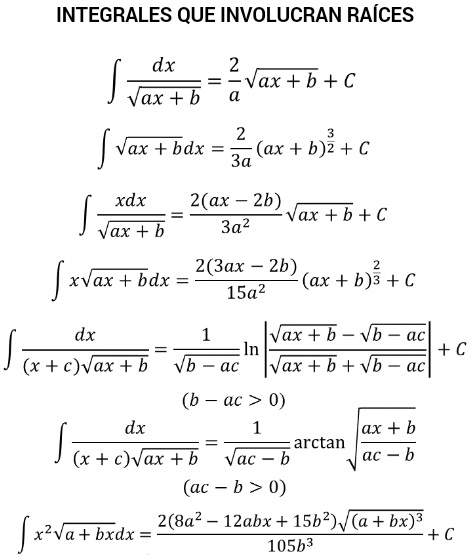 INTEGRALES QUE INVOLUCRAN RAÍCES
∫ dx/√(ax + b) = (2/a)√(ax + b) + C
∫ √(ax + b)dx = (2/3a)(ax + b)^(3/2) + C
∫ xdx/√(ax + b) = (2(ax − 2b)/3a²)√(ax + b) + C
∫ x√(ax + b)dx = (2(3ax − 2b)/15a²)(ax + b)^(2/3) + C
∫ dx/((x + c)√(ax + b)) = (1/√(b − ac)) ln |(√(ax + b) − √(b − ac))/(√(ax + b) + √(b − ac))| + C
(b − ac > 0)
∫ dx/((x + c)√(ax + b)) = (1/√(ac − b)) arctan √((ax + b)/(ac − b))
(ac − b > 0)
∫ x²√(a + bx)dx = (2(8a² − 12abx + 15b²)√((a + bx)³))/(105b³) + C